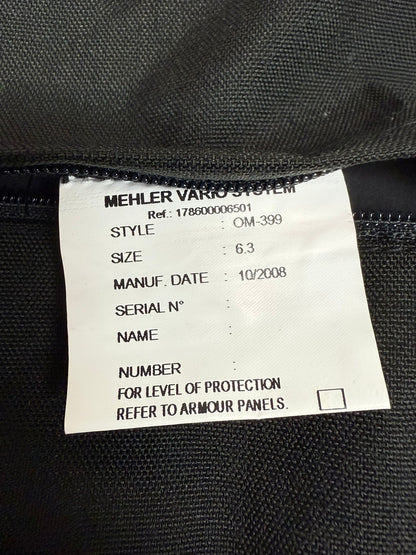 MEHLER VARIO SYSTEM
Ref.: 178600006501
STYLE : OM-399
SIZE : 6.3
MANUF. DATE : 10/2008
SERIAL N° :
NAME :
NUMBER :
FOR LEVEL OF PROTECTION
REFER TO ARMOUR PANELS.